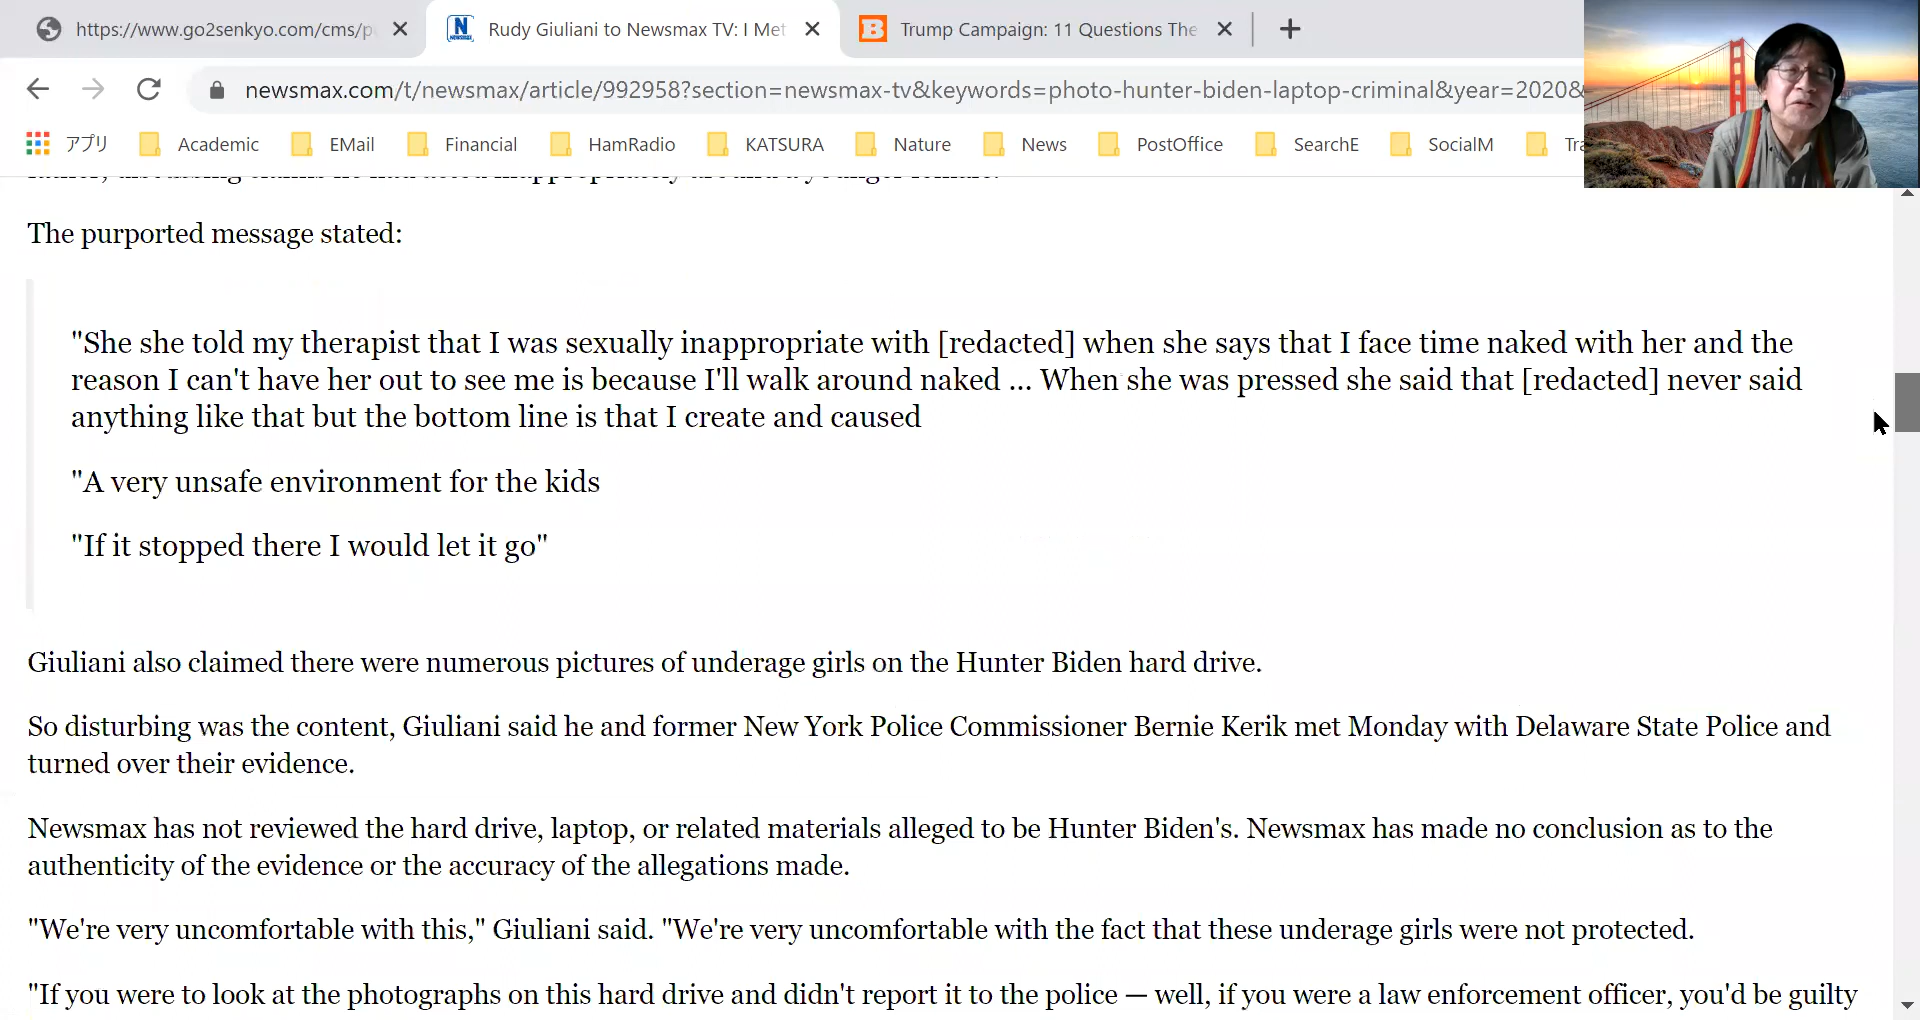 https://www.go2senkyo.com/cms/p
Rudy Giuliani to Newsmax TV: I Met
Trump Campaign: 11 Questions The
newsmax.com/t/newsmax/article/992958?section=newsmax-tv&keywords=photo-hunter-biden-laptop-criminal&year=2020&
アプリ Academic EMail Financial HamRadio KATSURA Nature News PostOffice SearchE SocialM Tra
The purported message stated:
"She she told my therapist that I was sexually inappropriate with [redacted] when she says that I face time naked with her and the
reason I can't have her out to see me is because I'll walk around naked ... When she was pressed she said that [redacted] never said
anything like that but the bottom line is that I create and caused
"A very unsafe environment for the kids
"If it stopped there I would let it go"
Giuliani also claimed there were numerous pictures of underage girls on the Hunter Biden hard drive.
So disturbing was the content, Giuliani said he and former New York Police Commissioner Bernie Kerik met Monday with Delaware State Police and
turned over their evidence.
Newsmax has not reviewed the hard drive, laptop, or related materials alleged to be Hunter Biden's. Newsmax has made no conclusion as to the
authenticity of the evidence or the accuracy of the allegations made.
"We're very uncomfortable with this," Giuliani said. "We're very uncomfortable with the fact that these underage girls were not protected.
"If you were to look at the photographs on this hard drive and didn't report it to the police — well, if you were a law enforcement officer, you'd be guilty